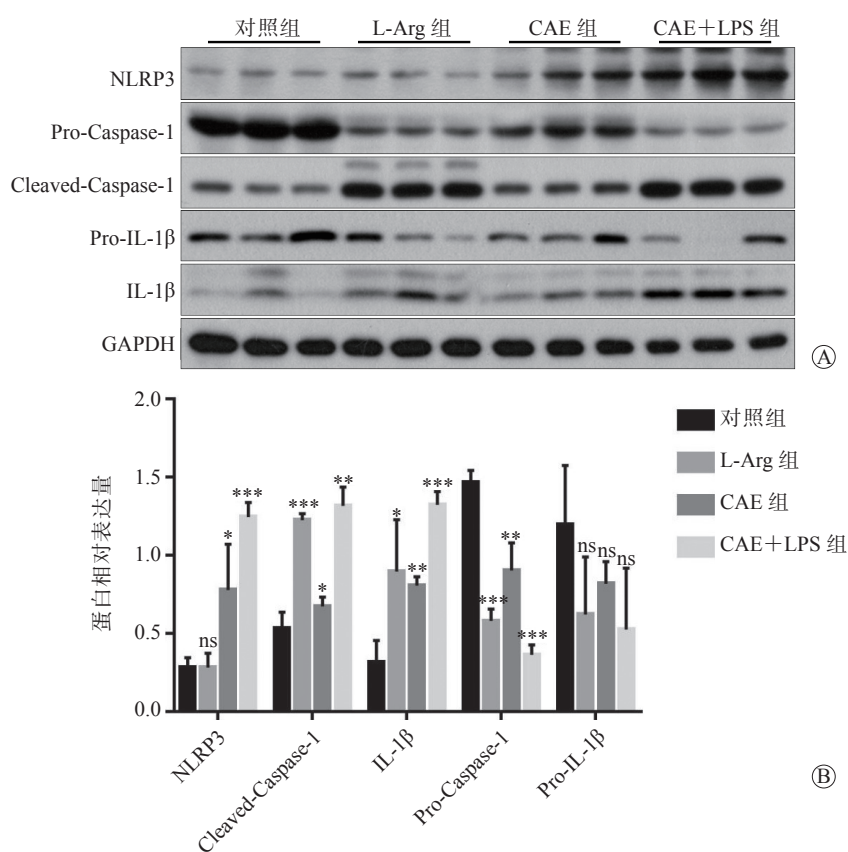 对照组 L-Arg 组 CAE 组 CAE+LPS 组
NLRP3
Pro-Caspase-1
Cleaved-Caspase-1
Pro-IL-1β
IL-1β
GAPDH
Ⓐ
2.0
1.5
1.0
0.5
0.0
蛋白相对表达量
ns * ***
*** * **
* ** ***
*** ** ***
ns ns ns
NLRP3
Cleaved-Caspase-1
IL-1β
Pro-Caspase-1
Pro-IL-1β
对照组
L-Arg 组
CAE 组
CAE+LPS 组
Ⓑ